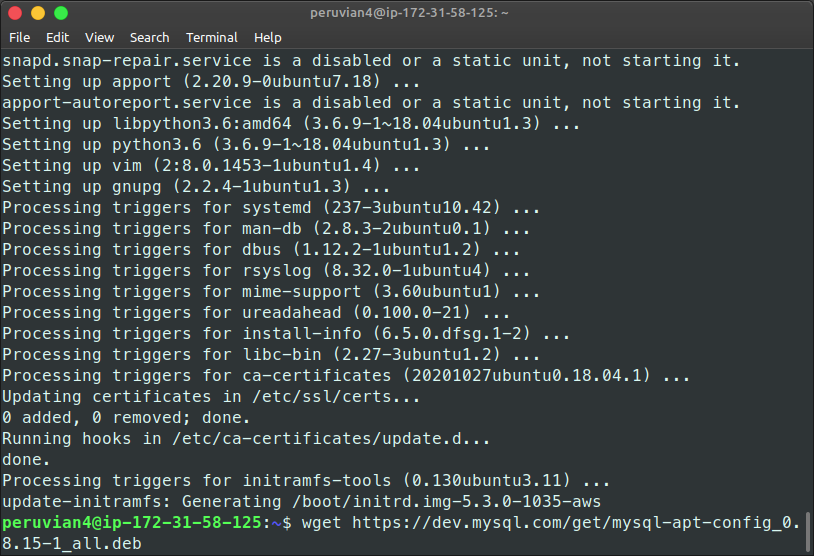 peruvian4@ip-172-31-58-125: ~
File Edit View Search Terminal Help
snapd.snap-repair.service is a disabled or a static unit, not starting it.
Setting up apport (2.20.9-0ubuntu7.18) ...
apport-autoreport.service is a disabled or a static unit, not starting it.
Setting up libpython3.6:amd64 (3.6.9-1~18.04ubuntu1.3) ...
Setting up python3.6 (3.6.9-1~18.04ubuntu1.3) ...
Setting up vim (2:8.0.1453-1ubuntu1.4) ...
Setting up gnupg (2.2.4-1ubuntu1.3) ...
Processing triggers for systemd (237-3ubuntu10.42) ...
Processing triggers for man-db (2.8.3-2ubuntu0.1) ...
Processing triggers for dbus (1.12.2-1ubuntu1.2) ...
Processing triggers for rsyslog (8.32.0-1ubuntu4) ...
Processing triggers for mime-support (3.60ubuntu1) ...
Processing triggers for ureadahead (0.100.0-21) ...
Processing triggers for install-info (6.5.0.dfsg.1-2) ...
Processing triggers for libc-bin (2.27-3ubuntu1.2) ...
Processing triggers for ca-certificates (20201027ubuntu0.18.04.1) ...
Updating certificates in /etc/ssl/certs...
0 added, 0 removed; done.
Running hooks in /etc/ca-certificates/update.d...
done.
Processing triggers for initramfs-tools (0.130ubuntu3.11) ...
update-initramfs: Generating /boot/initrd.img-5.3.0-1035-aws
peruvian4@ip-172-31-58-125:~$ wget https://dev.mysql.com/get/mysql-apt-config_0.
8.15-1_all.deb